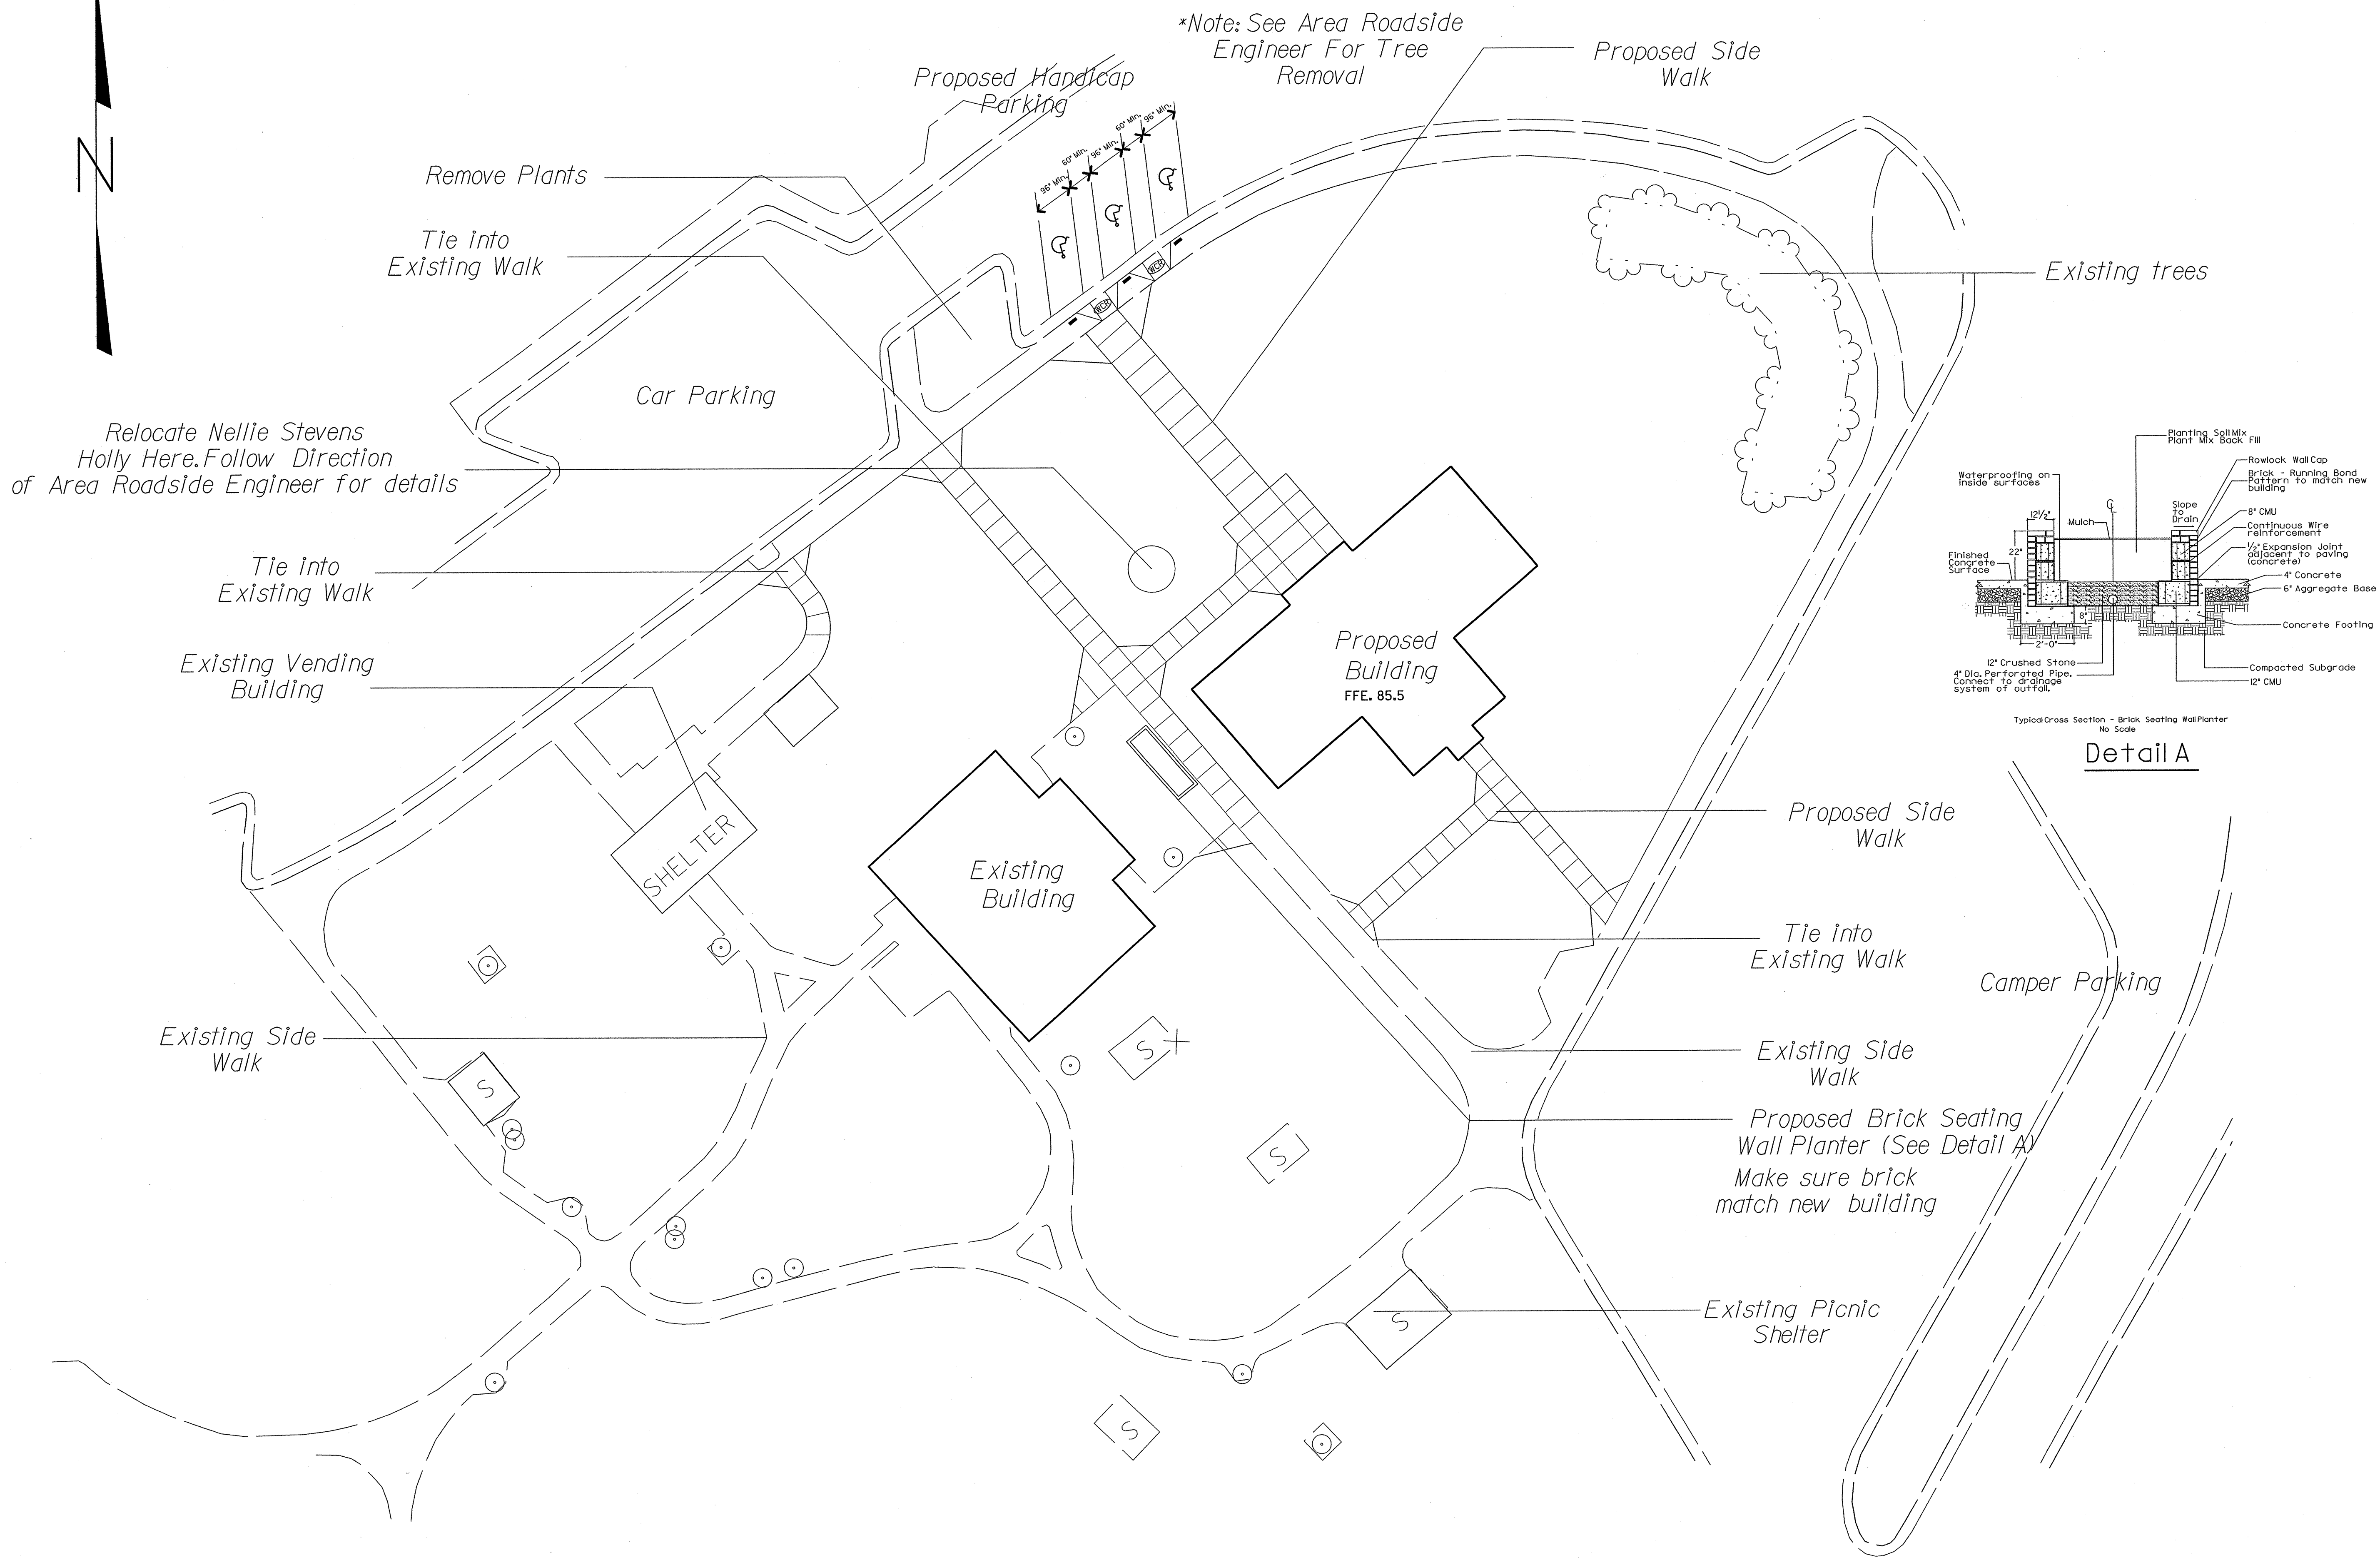 *Note: See Area Roadside
Engineer For Tree
Removal
Proposed Side
Walk
Proposed Handicap
Parking
96" Min.
60" Min.
96" Min.
60" Min.
96" Min.
N
Remove Plants
Tie into
Existing Walk
WCR
WCR
Existing trees
Car Parking
Relocate Nellie Stevens
Holly Here. Follow Direction
of Area Roadside Engineer for details
Tie into
Existing Walk
Existing Vending
Building
SHELTER
Proposed
Building
FFE. 85.5
Existing
Building
Planting Soil Mix
Plant Mix Back Fill
Rowlock Wall Cap
Brick - Running Bond
Pattern to match new
building
Waterproofing on
inside surfaces
12½"
Mulch
CL
Slope
to
Drain
8" CMU
Continuous Wire
reinforcement
½" Expansion Joint
adjacent to paving
(concrete)
22"
Finished
Concrete
Surface
4" Concrete
6" Aggregate Base
8"
Concrete Footing
2'-0"
12" Crushed Stone
4" Dia. Perforated Pipe.
Connect to drainage
system of outfall.
Compacted Subgrade
12" CMU
Typical Cross Section - Brick Seating Wall Planter
No Scale
Detail A
Proposed Side
Walk
Tie into
Existing Walk
Camper Parking
Existing Side
Walk
S
S
S
S
S
Existing Side
Walk
Proposed Brick Seating
Wall Planter (See Detail A)
Make sure brick
match new building
Existing Picnic
Shelter